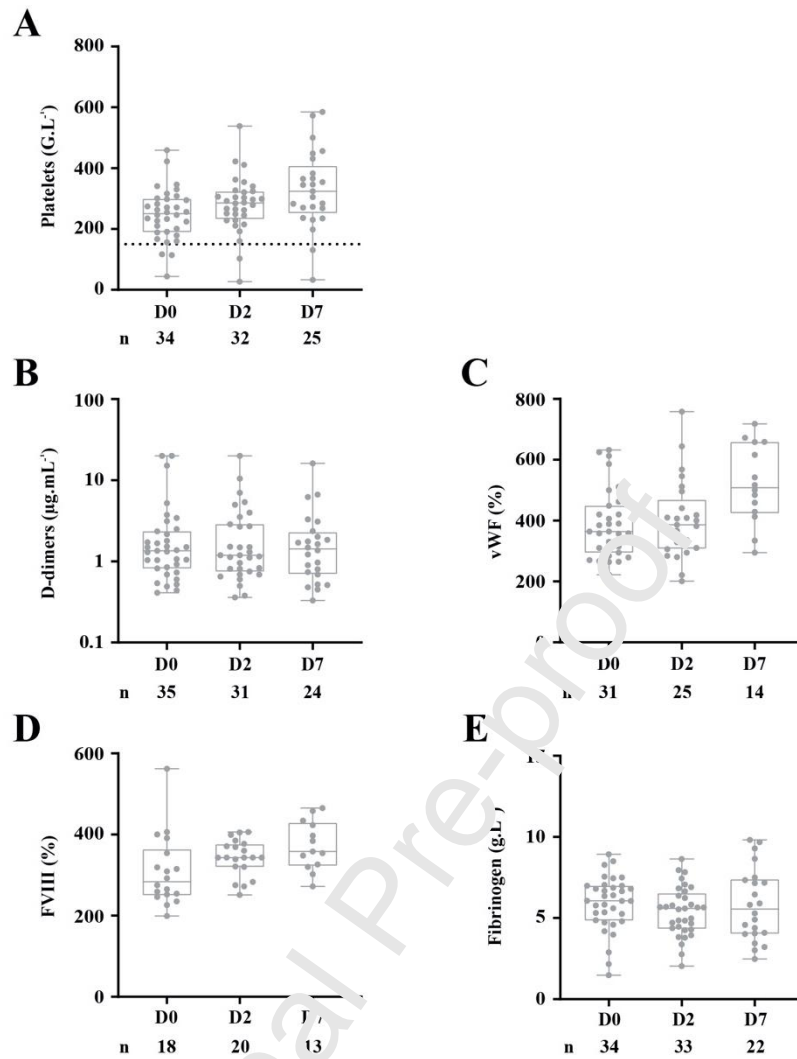 A
800
600
400
200
0
Platelets (G.L⁻¹)
D0 D2 D7
n 34 32 25
B
100
10
1
0.1
D-dimers (µg.mL⁻¹)
D0 D2 D7
n 35 31 24
C
800
600
400
200
vWF (%)
D0 D2 D7
n 31 25 14
D
600
400
200
0
FVIII (%)
D0 D2 D7
n 18 20 13
E
10
5
0
Fibrinogen (g.L
D0 D2 D7
n 34 33 22
Pre-proof